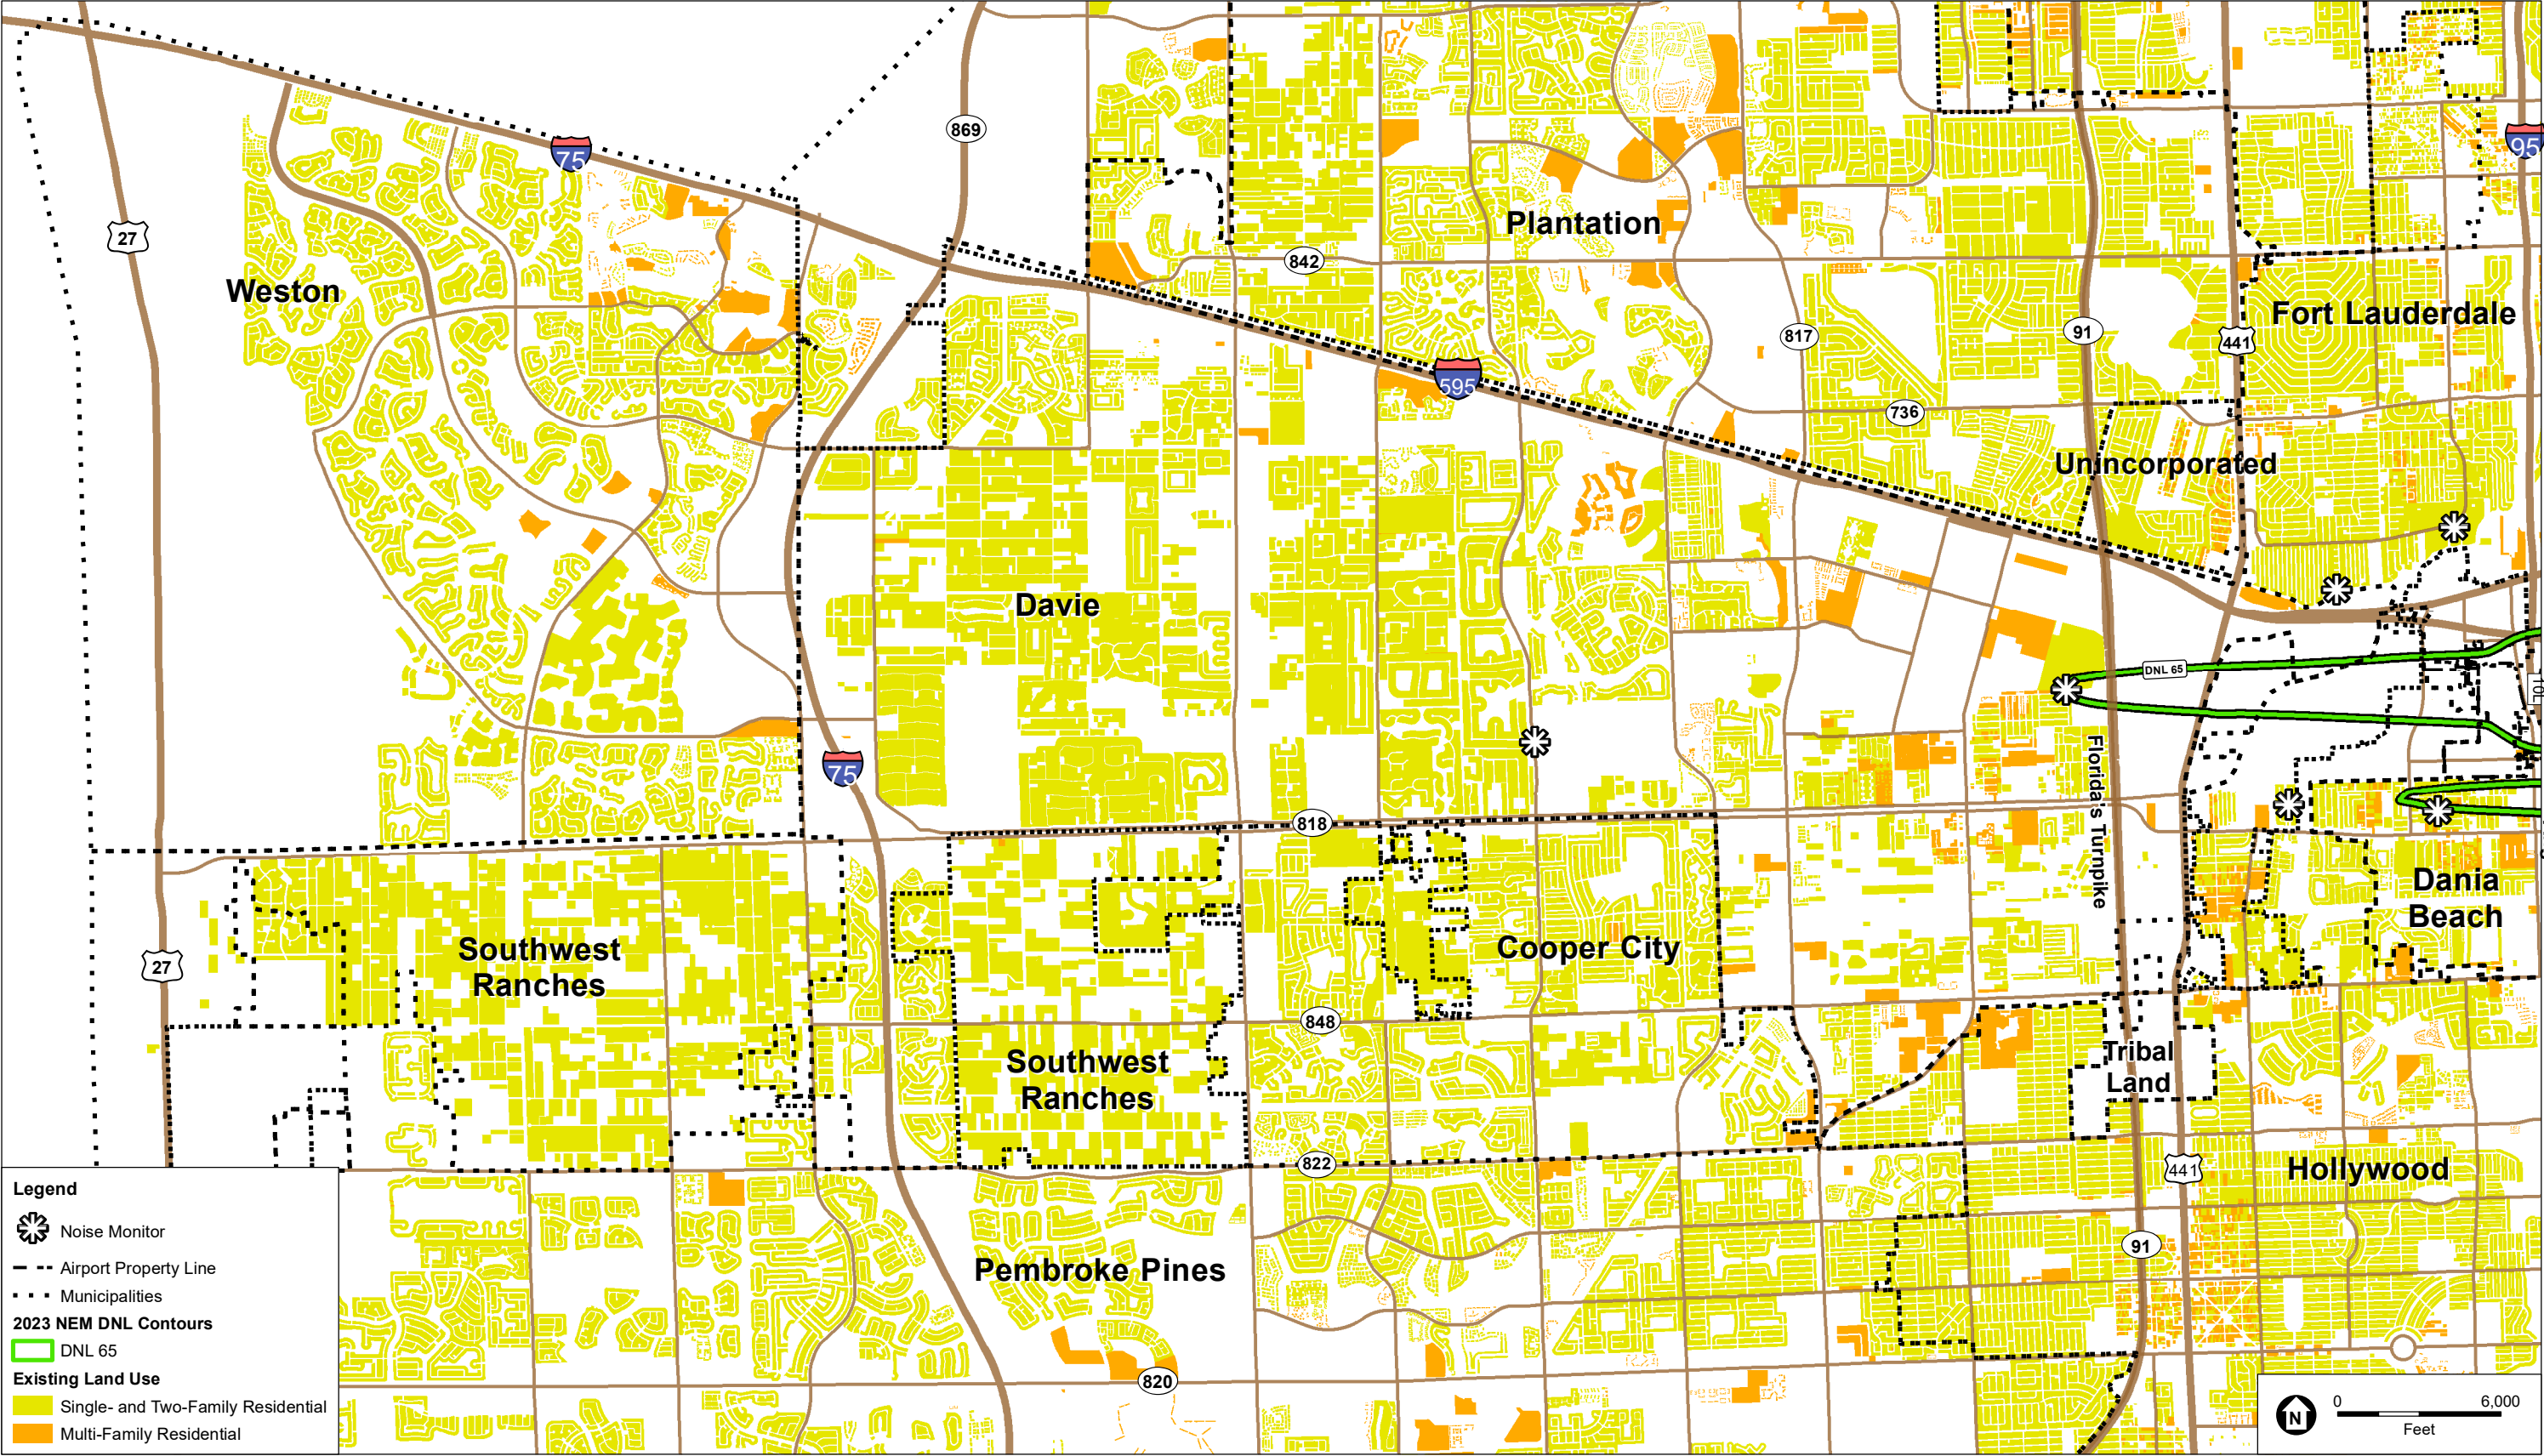 869
75
95
27
Plantation
842
Weston
Fort Lauderdale
817
91
441
595
736
Unincorporated
Davie
DNL 65
10L
75
Florida's Turnpike
818
Dania
Beach
Southwest
Ranches
Cooper City
27
848
Southwest
Ranches
Tribal
Land
822
441
Hollywood
91
Pembroke Pines
820
Legend
Noise Monitor
Airport Property Line
Municipalities
2023 NEM DNL Contours
DNL 65
Existing Land Use
Single- and Two-Family Residential
Multi-Family Residential
N
0 6,000
Feet